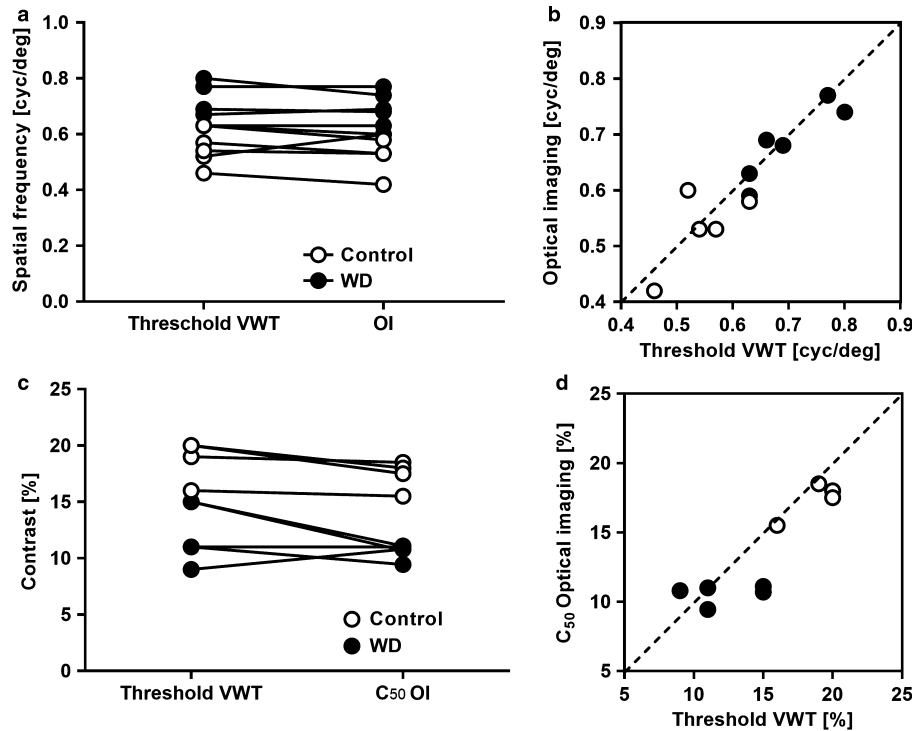 a
Spatial frequency [cyc/deg]
1.0
0.8
0.6
0.4
0.2
0.0
Control
WD
Threschold VWT
OI
b
Optical imaging [cyc/deg]
0.9
0.8
0.7
0.6
0.5
0.4
0.4 0.5 0.6 0.7 0.8 0.9
Threshold VWT [cyc/deg]
c
Contrast [%]
25
20
15
10
5
0
Control
WD
Threshold VWT
C50 OI
d
C50 Optical imaging [%]
25
20
15
10
5
5 10 15 20 25
Threshold VWT [%]